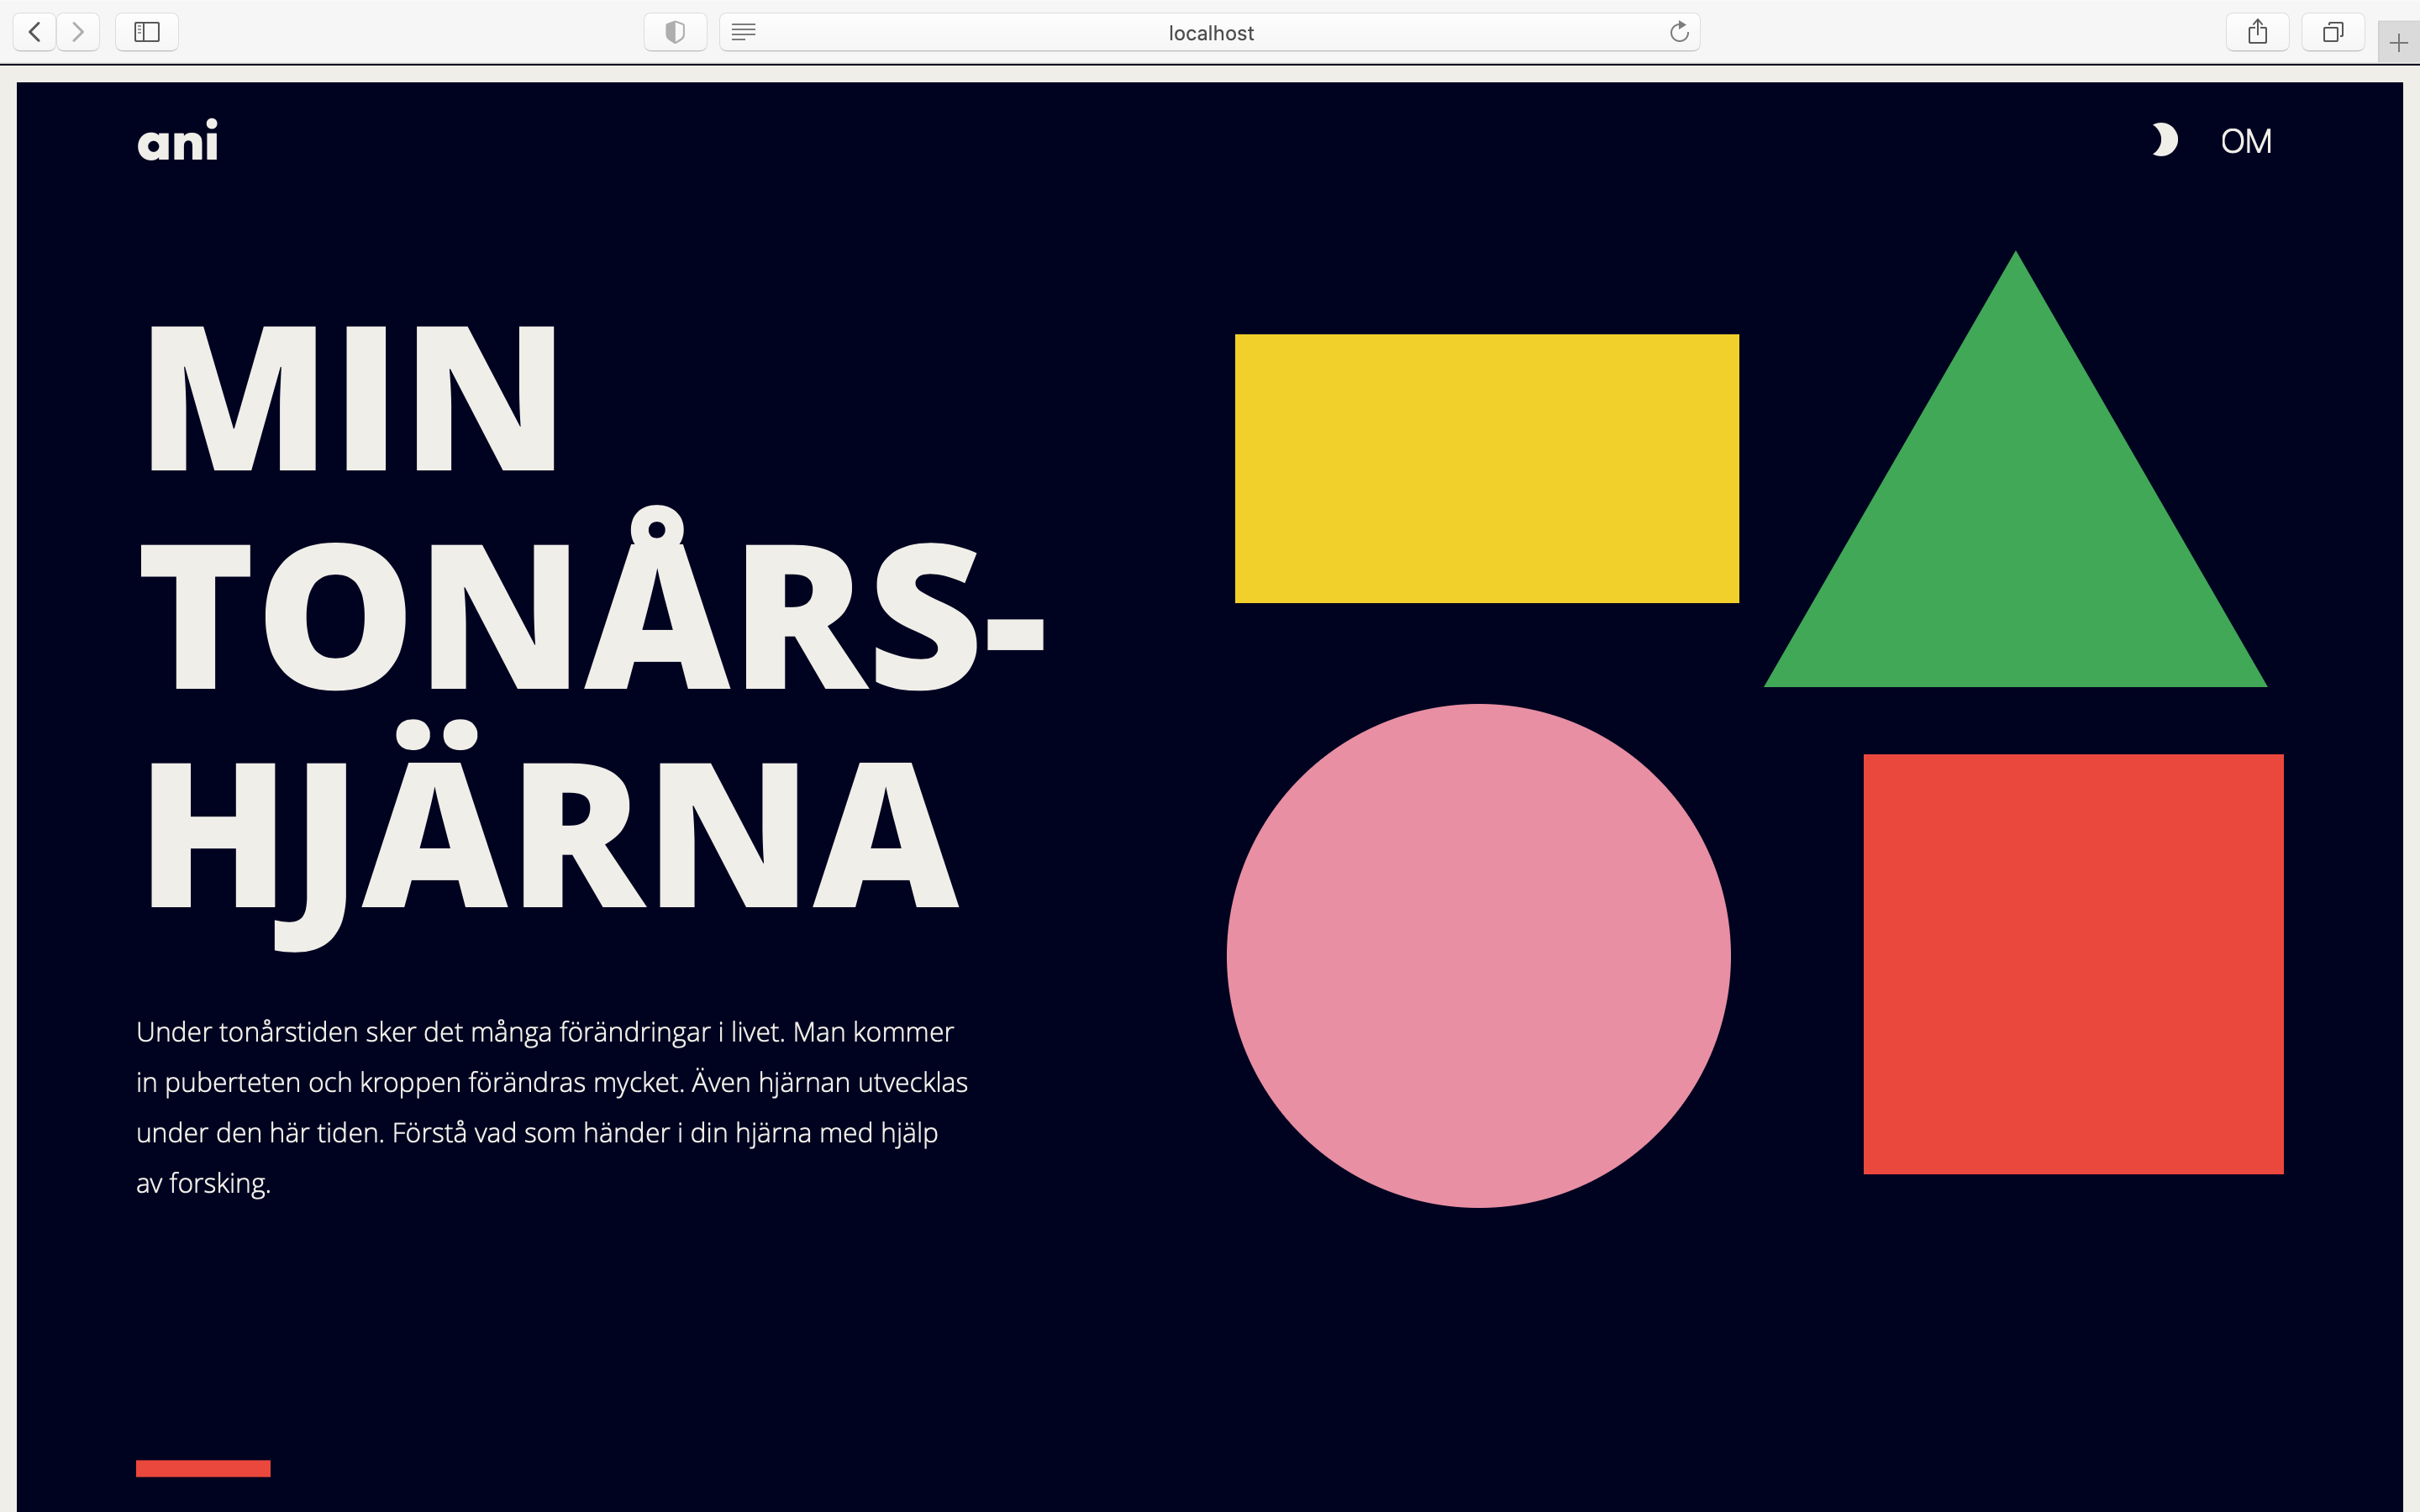 localhost
ani
OM
MIN
TONÅRS-
HJÄRNA
Under tonårstiden sker det många förändringar i livet. Man kommer
in puberteten och kroppen förändras mycket. Även hjärnan utvecklas
under den här tiden. Förstå vad som händer i din hjärna med hjälp
av forsking.